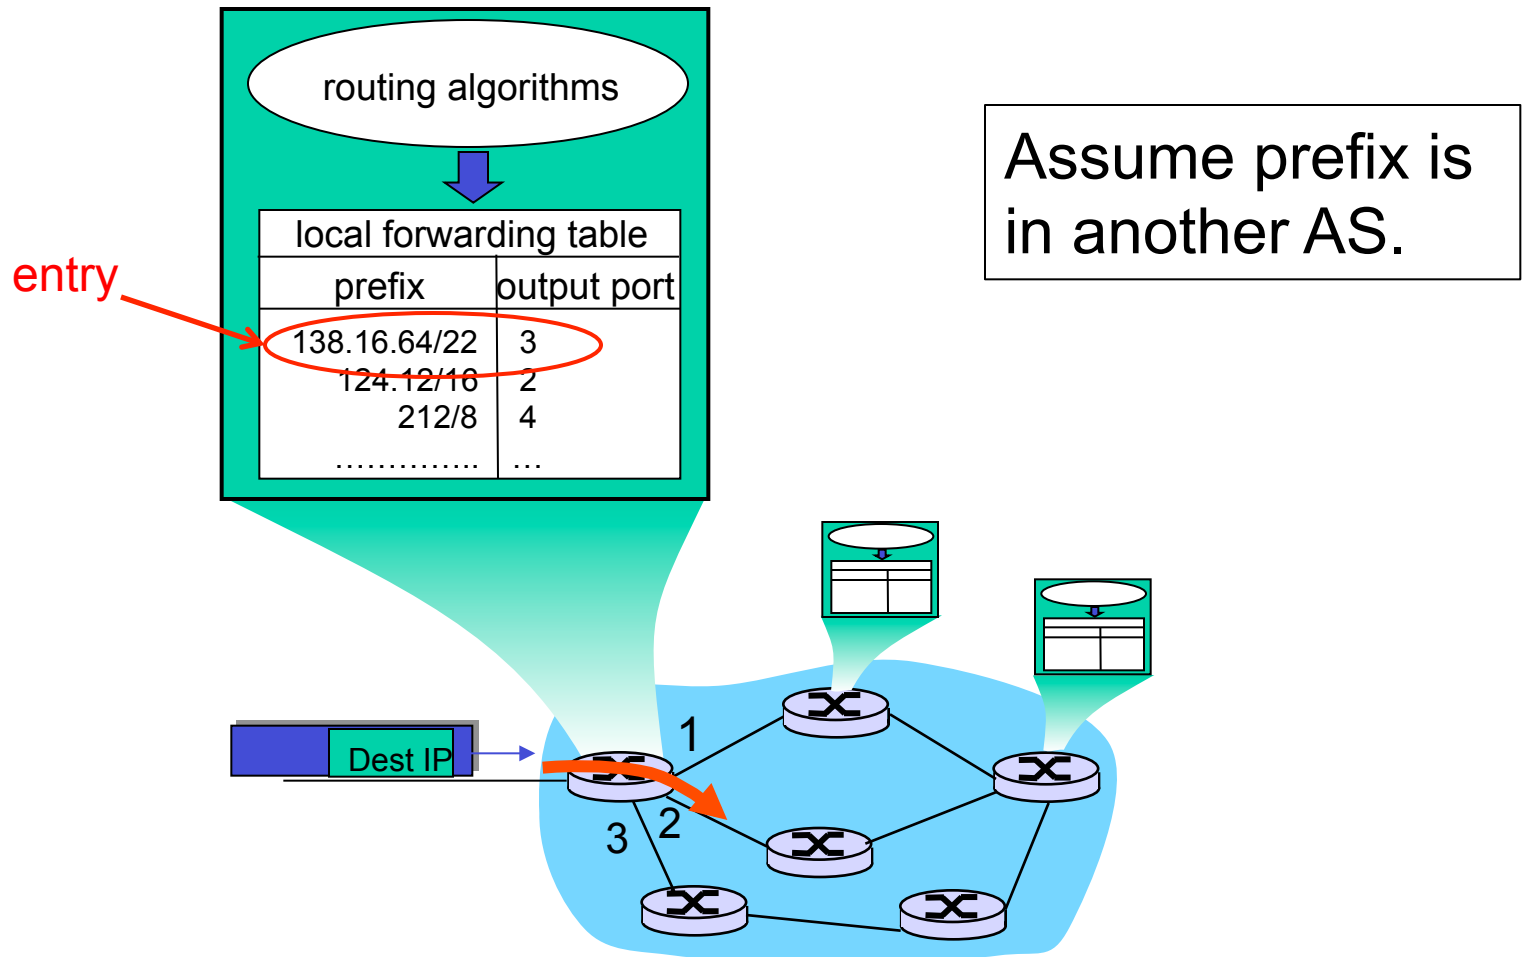 routing algorithms
Assume prefix is
in another AS.
local forwarding table
entry
prefix output port
138.16.64/22 3
124.12/16 2
212/8 4
………….. …
1
Dest IP
2
3